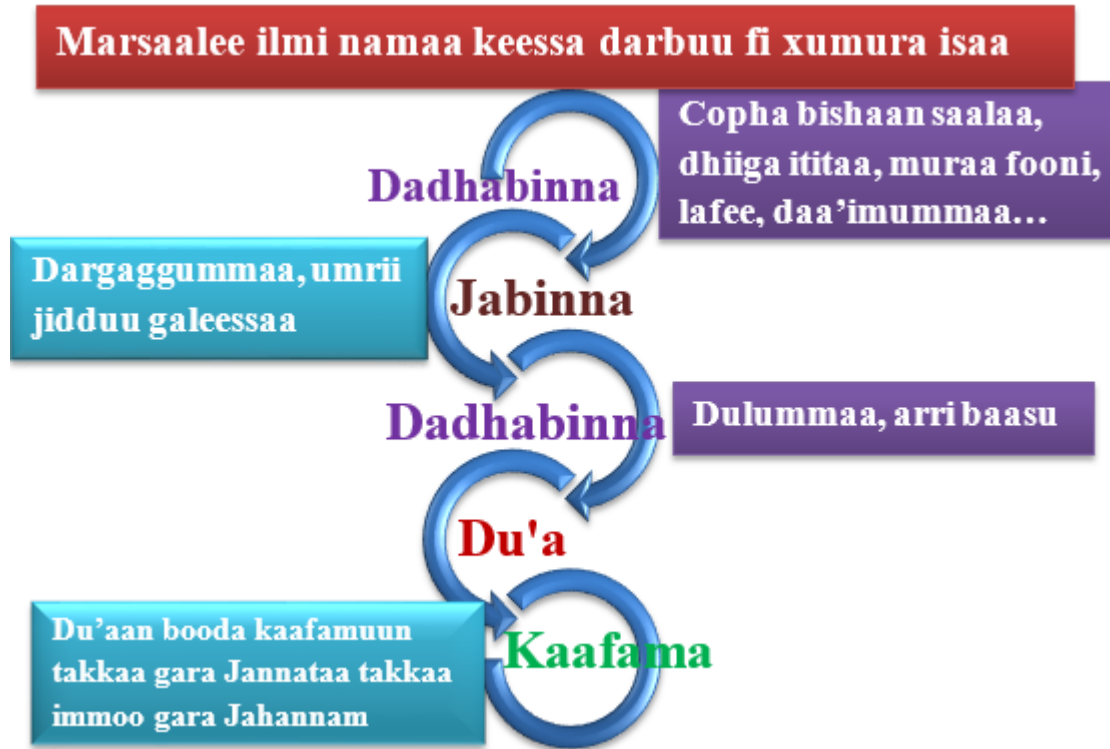 Marsaalee ilmi namaa keessa darbuu fi xumura isaa
Copha bishaan saalaa,
dhiiga ititaa, muraa fooni,
lafee, daa’imummaa…
Dadhabinna
Dargaggummaa, umrii
jidduu galeessaa
Jabinna
Dadhabinna
Dulummaa, arri baasu
Du'a
Kaafama
Du’aan booda kaafamuun
takkaa gara Jannataa takkaa
immoo gara Jahannam